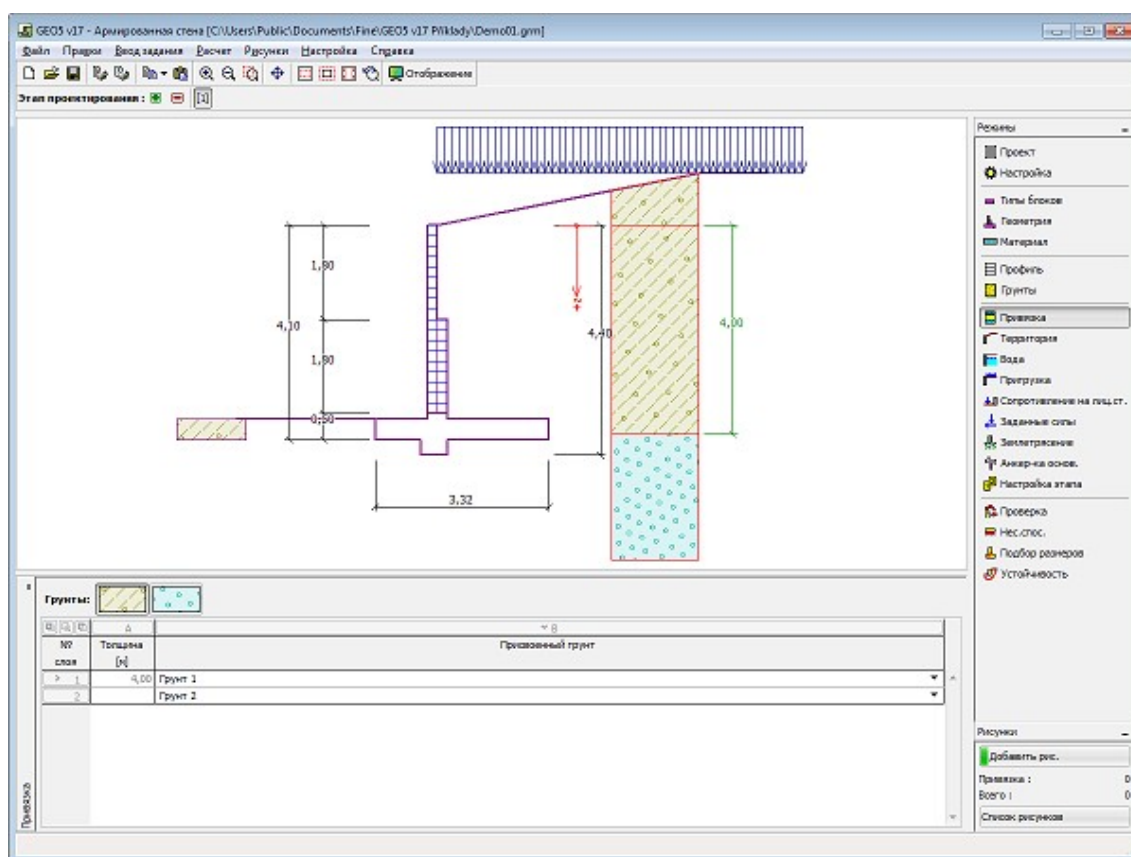 GEO5 v17 - Армированная стена [C:\Users\Public\Documents\Fine\GEO5 v17 Piiklady\Demo01.grm]
Файл Правки Ввод задания Расчет Рисунки Настройка Справка
Отображение
Этап проектирования : [1]
Режимы
Проект
Настройка
Типы блоков
Геометрия
Материал
Профиль
Грунты
Привязка
Территория
Вода
Пригрузка
Сопротивление на лиц.ст.
Заданные силы
Землетрясение
Анкер-ка основ.
Настройка этапа
Проверка
Нес.спос.
Подбор размеров
Устойчивость
1,80
4,10
1,80
0,50
+z
4,40
4,00
3,32
Грунты:
A B
№ слоя Толщина [м] Присвоенный грунт
1 4,00 Грунт 1
2 Грунт 2
Привязка
Рисунки
Добавить рис.
Привязка : 0
Всего : 0
Список рисунков